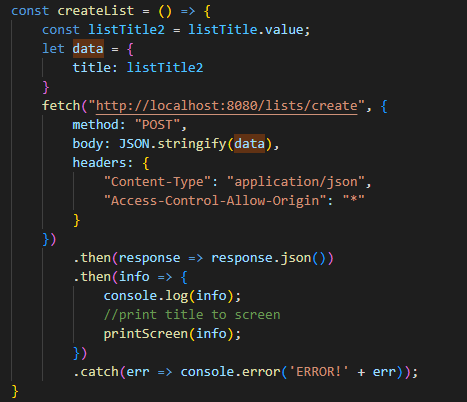 const createList = () => {
    const listTitle2 = listTitle.value;
    let data = {
        title: listTitle2
    }
    fetch("http://localhost:8080/lists/create", {
        method: "POST",
        body: JSON.stringify(data),
        headers: {
            "Content-Type": "application/json",
            "Access-Control-Allow-Origin": "*"
        }
    })
        .then(response => response.json())
        .then(info => {
            console.log(info);
            //print title to screen
            printScreen(info);
        })
        .catch(err => console.error('ERROR!' + err));
}